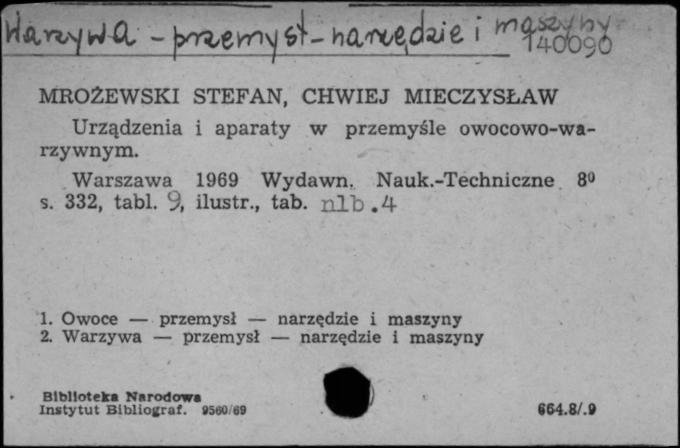 Warzywa - przemysł - narzędzie i maszyny
140090
MROŻEWSKI STEFAN, CHWIEJ MIECZYSŁAW
Urządzenia i aparaty w przemyśle owocowo-wa-
rzywnym.
Warszawa 1969 Wydawn. Nauk.-Techniczne 8⁰
s. 332, tabl. 9, ilustr., tab. nlb.4
1. Owoce — przemysł — narzędzie i maszyny
2. Warzywa — przemysł — narzędzie i maszyny
Biblioteka Narodowa
Instytut Bibliograf. 9560/69
664.8/.9